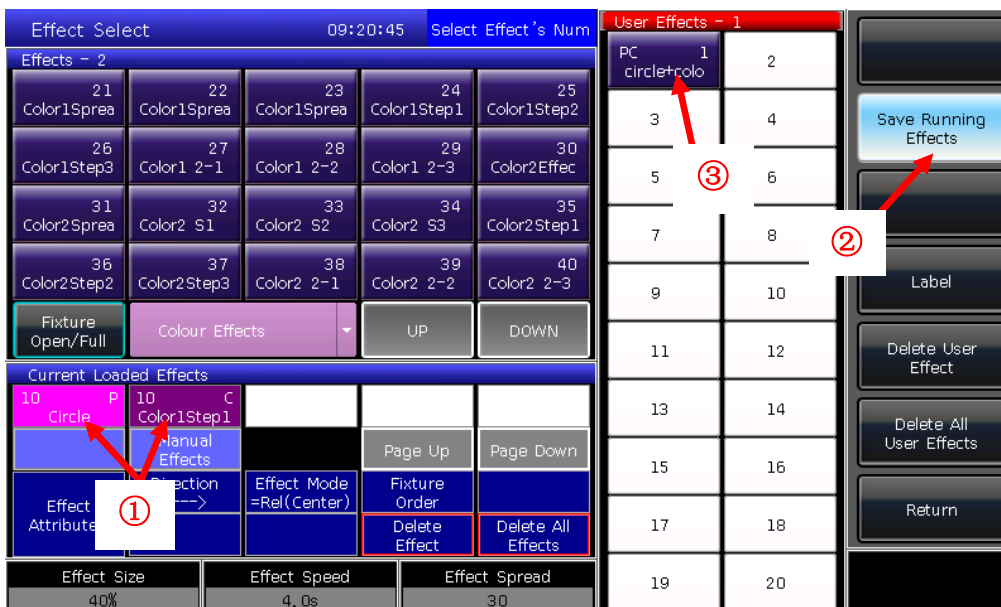 Effect Select 09:20:45 Select Effect's Num
Effects - 2
21 22 23 24 25
Color1Sprea Color1Sprea Color1Sprea Color1Step1 Color1Step2
26 27 28 29 30
Color1Step3 Color1 2-1 Color1 2-2 Color1 2-3 Color2Effec
31 32 33 34 35
Color2Sprea Color2 S1 Color2 S2 Color2 S3 Color2Step1
36 37 38 39 40
Color2Step2 Color2Step3 Color2 2-1 Color2 2-2 Color2 2-3
Fixture
Open/Full
Colour Effects
UP
DOWN
Current Loaded Effects
10 P
Circle
10 C
Color1Step1
Manual
Effects
Page Up
Page Down
Effect
Attribute
Direction
--->
Effect Mode
=Rel(Center)
Fixture
Order
Delete
Effect
Delete All
Effects
①
Effect Size
40%
Effect Speed
4.0s
Effect Spread
30
User Effects - 1
PC 1
circle+colo
2
3 4
5 6
③
7 8
9 10
11 12
13 14
15 16
17 18
19 20
Save Running
Effects
②
Label
Delete User
Effect
Delete All
User Effects
Return